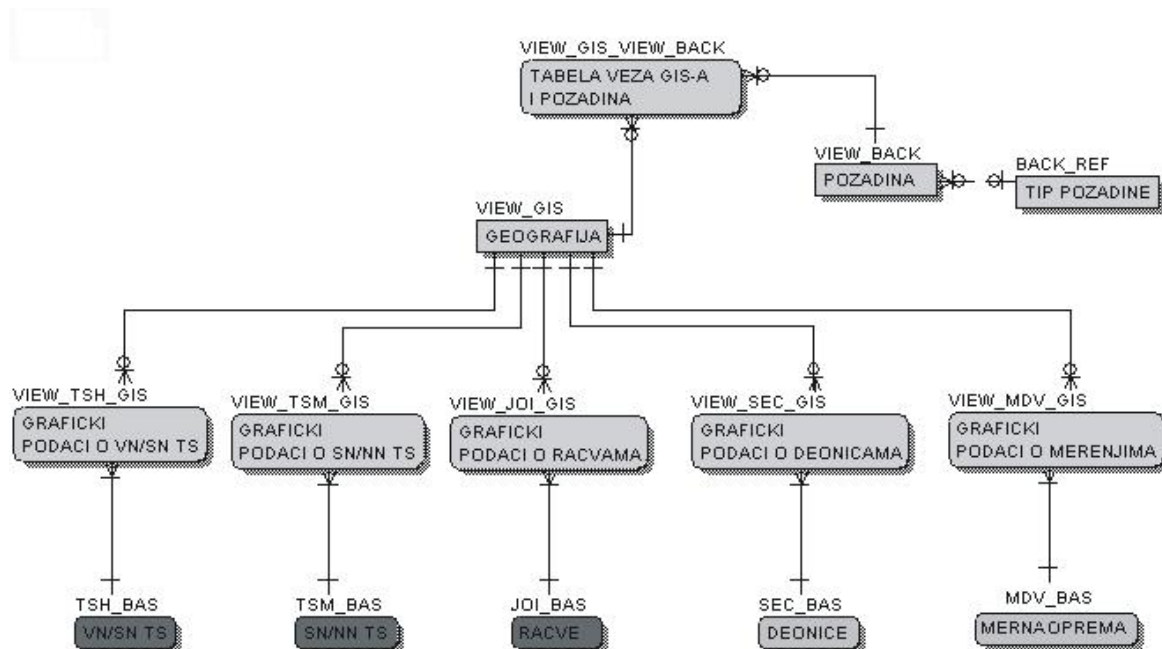 VIEW_GIS_VIEW_BACK
TABELA VEZA GIS-A
I POZADINA
VIEW_BACK
POZADINA
BACK_REF
TIP POZADINE
VIEW_GIS
GEOGRAFIJA
VIEW_TSH_GIS
GRAFICKI
PODACI O VN/SN TS
VIEW_TSM_GIS
GRAFICKI
PODACI O SN/NN TS
VIEW_JOI_GIS
GRAFICKI
PODACI O RACVAMA
VIEW_SEC_GIS
GRAFICKI
PODACI O DEONICAMA
VIEW_MDV_GIS
GRAFICKI
PODACI O MERENJIMA
TSH_BAS
VN/SN TS
TSM_BAS
SN/NN TS
JOI_BAS
RACVE
SEC_BAS
DEONICE
MDV_BAS
MERNA OPREMA